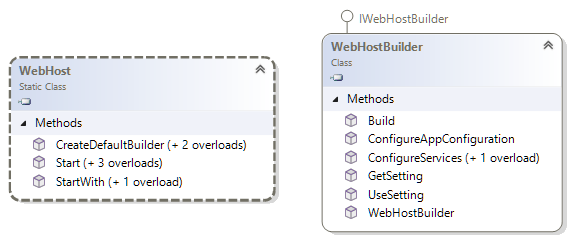 WebHost
Static Class
Methods
CreateDefaultBuilder (+ 2 overloads)
Start (+ 3 overloads)
StartWith (+ 1 overload)
IWebHostBuilder
WebHostBuilder
Class
Methods
Build
ConfigureAppConfiguration
ConfigureServices (+ 1 overload)
GetSetting
UseSetting
WebHostBuilder